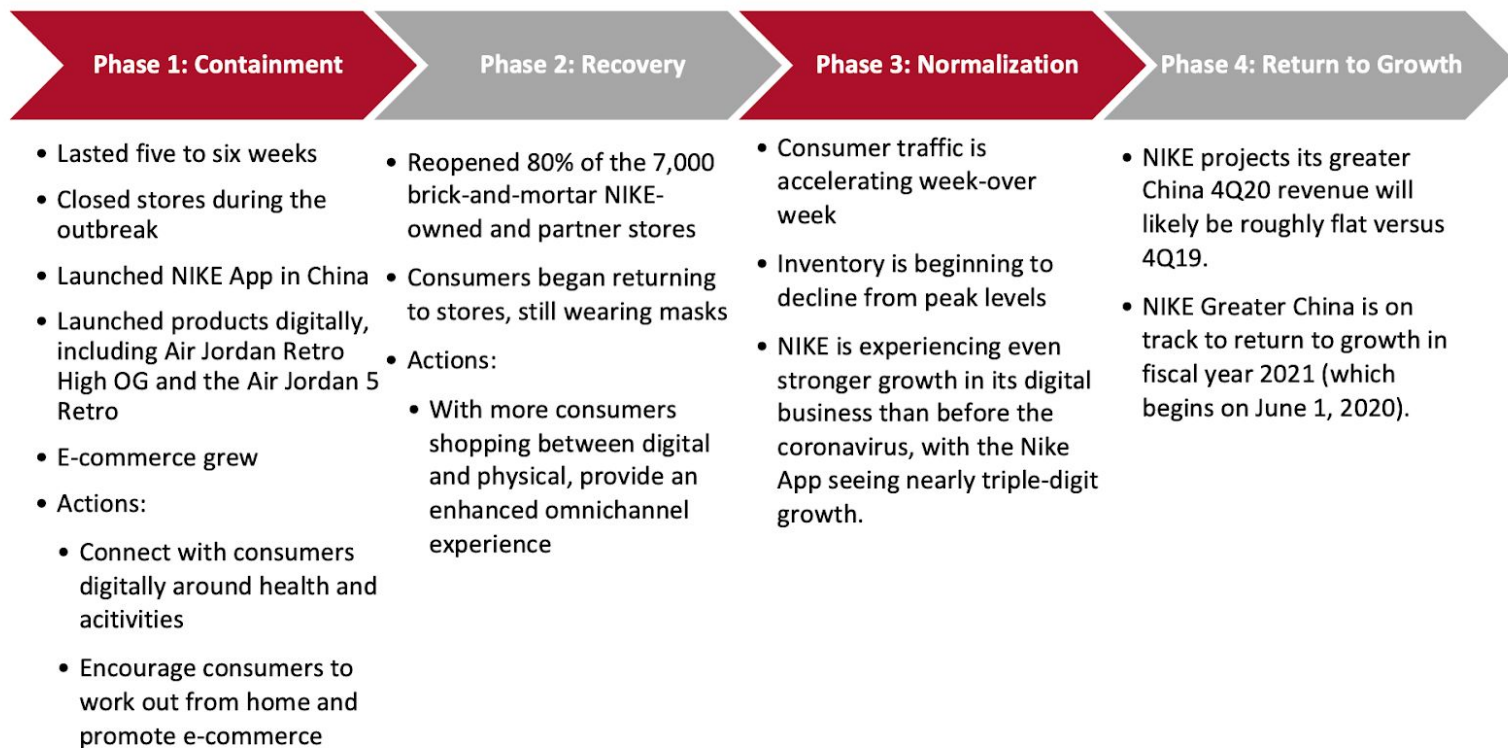 Phase 1: Containment
• Lasted five to six weeks
• Closed stores during the
outbreak
• Launched NIKE App in China
• Launched products digitally,
including Air Jordan Retro
High OG and the Air Jordan 5
Retro
• E-commerce grew
• Actions:
• Connect with consumers
digitally around health and
acitivities
• Encourage consumers to
work out from home and
promote e-commerce
Phase 2: Recovery
• Reopened 80% of the 7,000
brick-and-mortar NIKE-
owned and partner stores
• Consumers began returning
to stores, still wearing masks
• Actions:
• With more consumers
shopping between digital
and physical, provide an
enhanced omnichannel
experience
Phase 3: Normalization
• Consumer traffic is
accelerating week-over
week
• Inventory is beginning to
decline from peak levels
• NIKE is experiencing even
stronger growth in its digital
business than before the
coronavirus, with the Nike
App seeing nearly triple-digit
growth.
Phase 4: Return to Growth
• NIKE projects its greater
China 4Q20 revenue will
likely be roughly flat versus
4Q19.
• NIKE Greater China is on
track to return to growth in
fiscal year 2021 (which
begins on June 1, 2020).